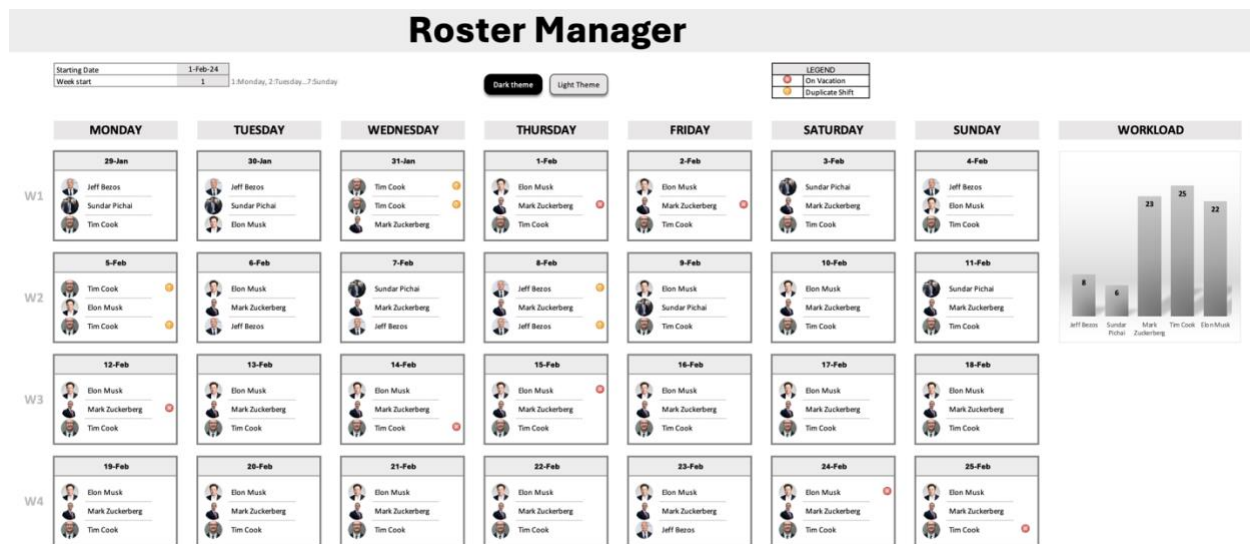 Roster Manager
Starting Date 1-Feb-24
Week start 1 1:Monday, 2:Tuesday...7:Sunday
Dark theme Light Theme
LEGEND
On Vacation
Duplicate Shift
MONDAY TUESDAY WEDNESDAY THURSDAY FRIDAY SATURDAY SUNDAY WORKLOAD
W1
29-Jan 30-Jan 31-Jan 1-Feb 2-Feb 3-Feb 4-Feb
Jeff Bezos Jeff Bezos Tim Cook Elon Musk Elon Musk Sundar Pichai Jeff Bezos
Sundar Pichai Sundar Pichai Tim Cook Mark Zuckerberg Mark Zuckerberg Mark Zuckerberg Elon Musk
Tim Cook Elon Musk Mark Zuckerberg Tim Cook Tim Cook Tim Cook Tim Cook
W2
5-Feb 6-Feb 7-Feb 8-Feb 9-Feb 10-Feb 11-Feb
Tim Cook Elon Musk Sundar Pichai Jeff Bezos Elon Musk Elon Musk Sundar Pichai
Elon Musk Mark Zuckerberg Mark Zuckerberg Mark Zuckerberg Sundar Pichai Mark Zuckerberg Mark Zuckerberg
Tim Cook Jeff Bezos Jeff Bezos Jeff Bezos Tim Cook Tim Cook Tim Cook
W3
12-Feb 13-Feb 14-Feb 15-Feb 16-Feb 17-Feb 18-Feb
Elon Musk Elon Musk Elon Musk Elon Musk Elon Musk Elon Musk Elon Musk
Mark Zuckerberg Mark Zuckerberg Mark Zuckerberg Mark Zuckerberg Mark Zuckerberg Mark Zuckerberg Mark Zuckerberg
Tim Cook Tim Cook Tim Cook Tim Cook Tim Cook Tim Cook Tim Cook
W4
19-Feb 20-Feb 21-Feb 22-Feb 23-Feb 24-Feb 25-Feb
Elon Musk Elon Musk Elon Musk Elon Musk Elon Musk Elon Musk Elon Musk
Mark Zuckerberg Mark Zuckerberg Mark Zuckerberg Mark Zuckerberg Mark Zuckerberg Mark Zuckerberg Mark Zuckerberg
Tim Cook Tim Cook Tim Cook Tim Cook Jeff Bezos Tim Cook Tim Cook
8 6 23 25 22
Jeff Bezos Sundar Pichai Mark Zuckerberg Tim Cook Elon Musk